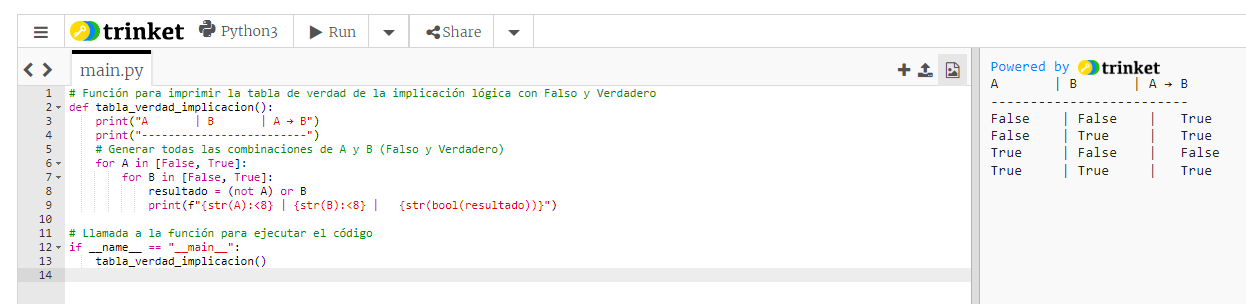 trinket Python3 Run Share
main.py
1 # Función para imprimir la tabla de verdad de la implicación lógica con Falso y Verdadero
2 def tabla_verdad_implicacion():
3     print("A       | B       | A → B")
4     print("-------------------------")
5     # Generar todas las combinaciones de A y B (Falso y Verdadero)
6     for A in [False, True]:
7         for B in [False, True]:
8             resultado = (not A) or B
9             print(f"{str(A):<8} | {str(B):<8} |   {str(bool(resultado))}")
10
11 # Llamada a la función para ejecutar el código
12 if __name__ == "__main__":
13     tabla_verdad_implicacion()
14
Powered by trinket
A       | B       | A → B
-------------------------
False    | False    |   True
False    | True     |   True
True     | False    |   False
True     | True     |   True